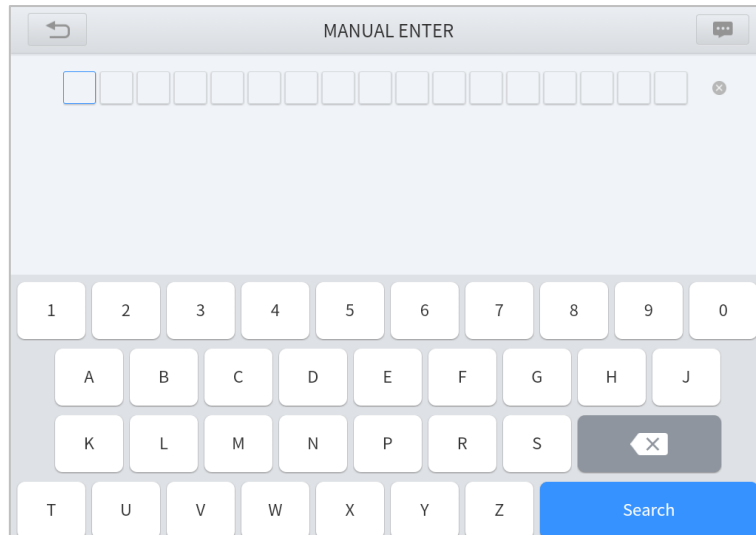 MANUAL ENTER
1 2 3 4 5 6 7 8 9 0
A B C D E F G H J
K L M N P R S
T U V W X Y Z Search